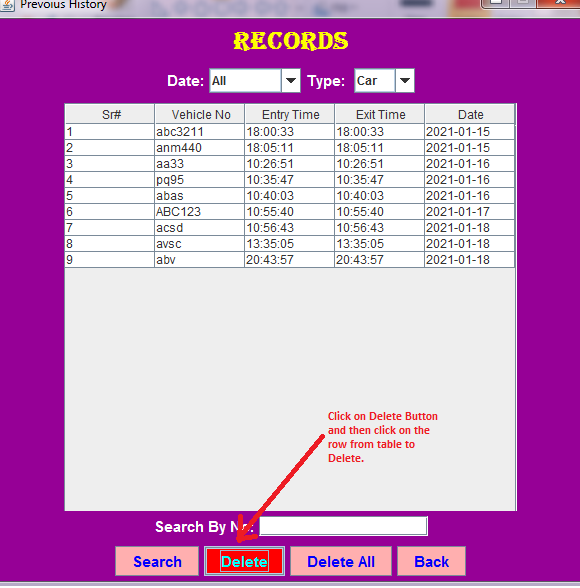 Prevoius History
RECORDS
Date: All Type: Car
Sr# Vehicle No Entry Time Exit Time Date
1 abc3211 18:00:33 18:00:33 2021-01-15
2 anm440 18:05:11 18:05:11 2021-01-15
3 aa33 10:26:51 10:26:51 2021-01-16
4 pq95 10:35:47 10:35:47 2021-01-16
5 abas 10:40:03 10:40:03 2021-01-16
6 ABC123 10:55:40 10:55:40 2021-01-17
7 acsd 10:56:43 10:56:43 2021-01-18
8 avsc 13:35:05 13:35:05 2021-01-18
9 abv 20:43:57 20:43:57 2021-01-18
Click on Delete Button
and then click on the
row from table to
Delete.
Search By No:
Search Delete Delete All Back